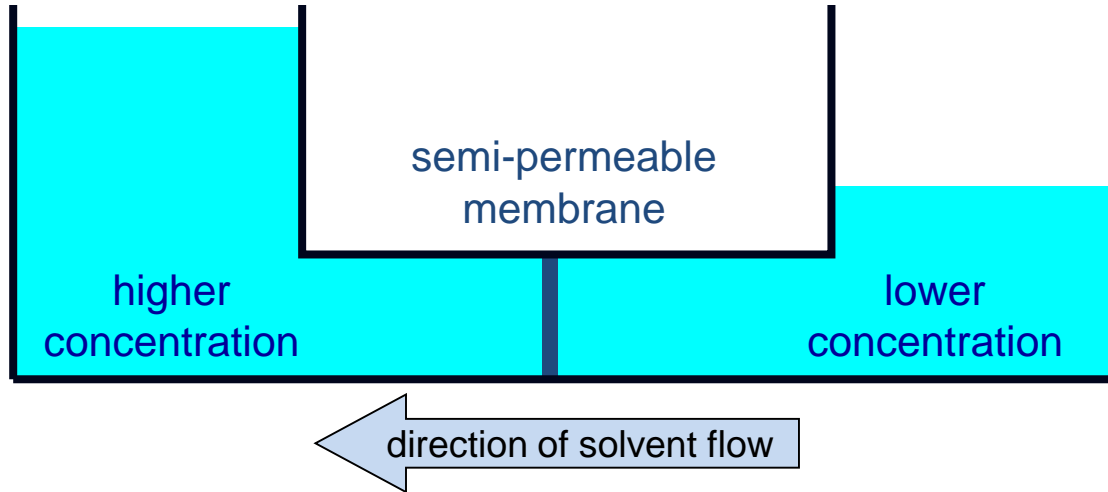 semi-permeable
membrane
higher
concentration
lower
concentration
direction of solvent flow